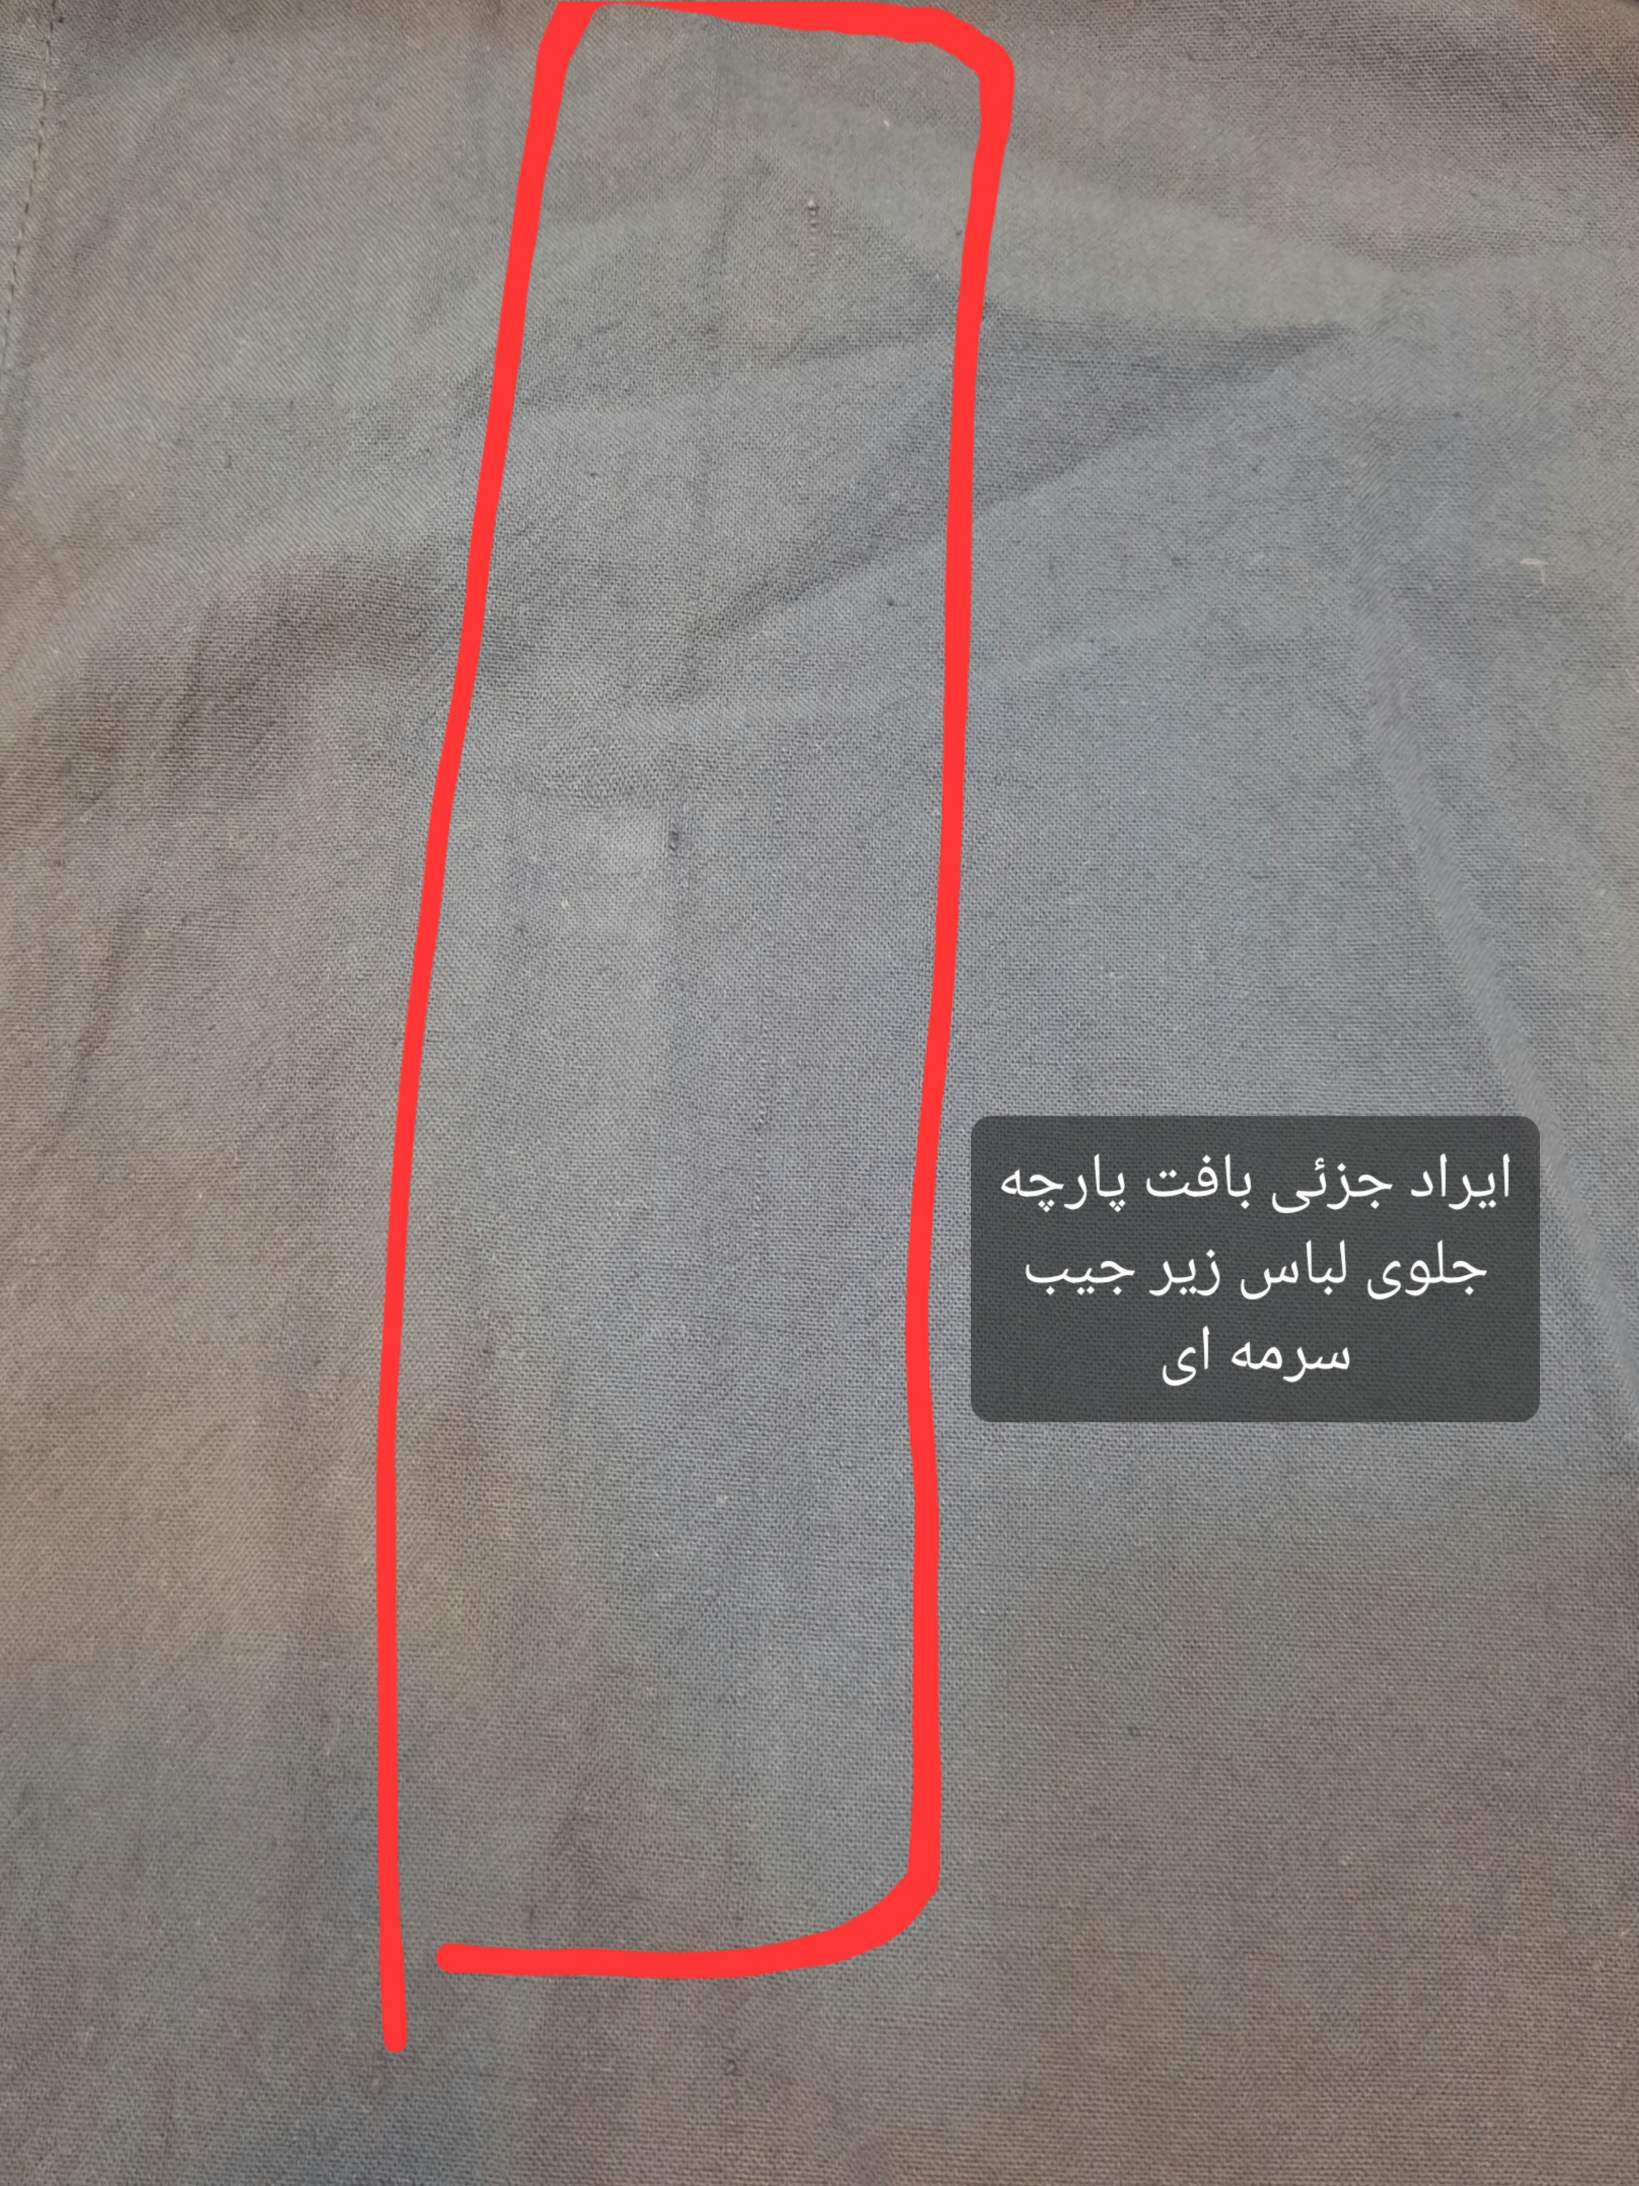 ایراد جزئی بافت پارچه
جلوی لباس زیر جیب
سرمه ای